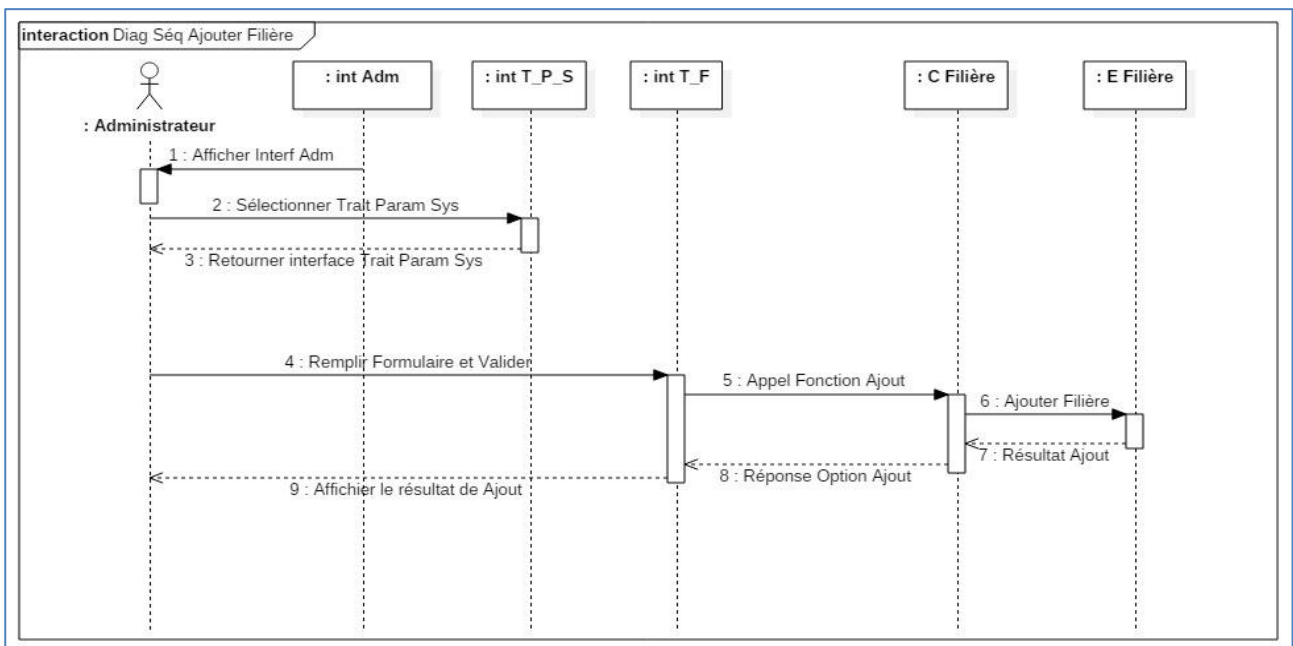 interaction Diag Séq Ajouter Filière
: Administrateur
: int Adm
: int T_P_S
: int T_F
: C Filière
: E Filière
1 : Afficher Interf Adm
2 : Sélectionner Trait Param Sys
3 : Retourner interface Trait Param Sys
4 : Remplir Formulaire et Valider
5 : Appel Fonction Ajout
6 : Ajouter Filière
7 : Résultat Ajout
8 : Réponse Option Ajout
9 : Affichier le résultat de Ajout